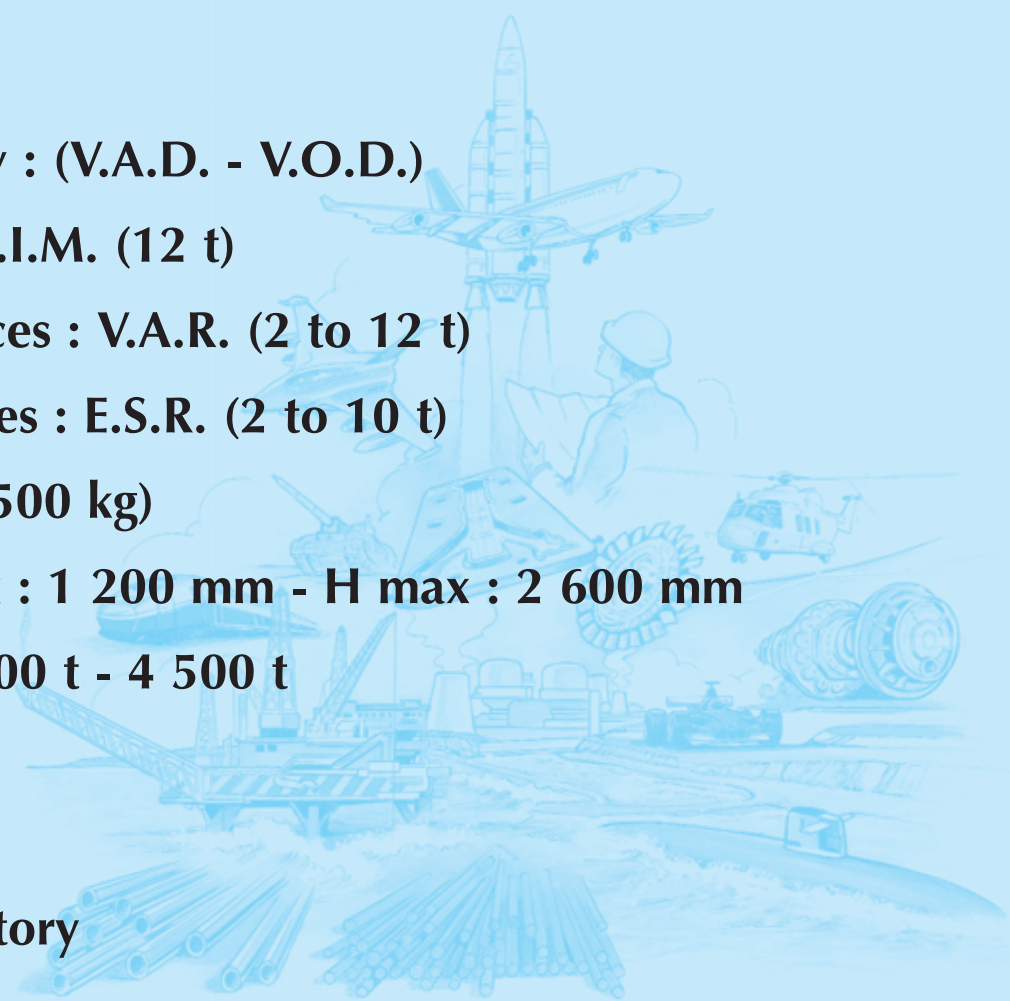 : (V.A.D. - V.O.D.)
.I.M. (12 t)
ces : V.A.R. (2 to 12 t)
es : E.S.R. (2 to 10 t)
500 kg)
: 1 200 mm - H max : 2 600 mm
00 t - 4 500 t
tory